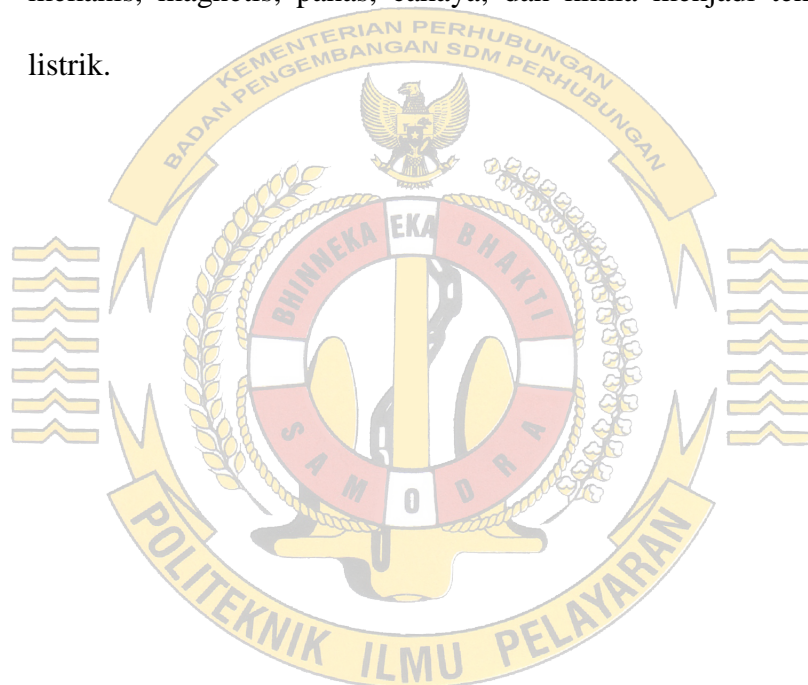 mekanis, magnetis, panas, cahaya, dan kimia menjadi
listrik.
KEMENTERIAN PERHUBUNGAN
BADAN PENGEMBANGAN SDM PERHUBUNGAN
BHINNEKA EKA BHAKTI
SAMODRA
POLITEKNIK ILMU PELAYARAN